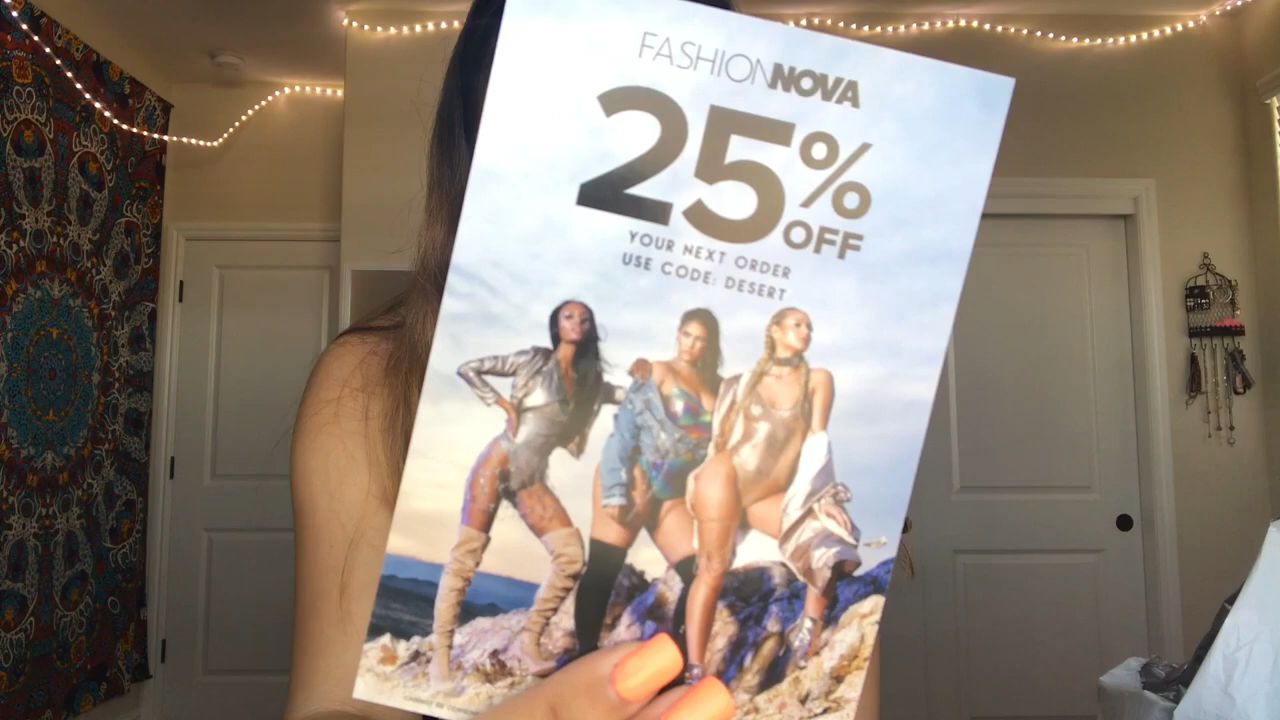 FASHIONNOVA
25%
OFF
YOUR NEXT ORDER
USE CODE: DESERT